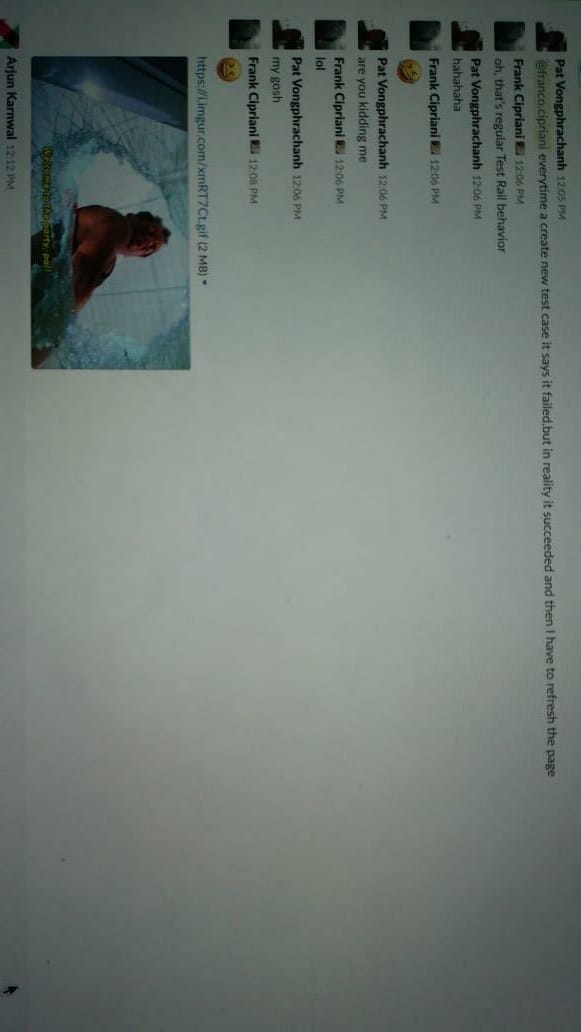 Pat Vongphrachanh 12:05 PM
@franco.cipriani everytime a create new test case it says it failed,but in reality it succeeded and then I have to refresh the page
Frank Cipriani 12:06 PM
oh, that's regular Test Rail behavior
Pat Vongphrachanh 12:06 PM
hahahaha
Frank Cipriani 12:06 PM
Pat Vongphrachanh 12:06 PM
are you kidding me
Frank Cipriani 12:06 PM
lol
Pat Vongphrachanh 12:06 PM
my gosh
Frank Cipriani 12:08 PM
https://i.imgur.com/xmRT7Ct.gif (2 MB)
to the party, pal!
Arjun Karnwal 12:12 PM